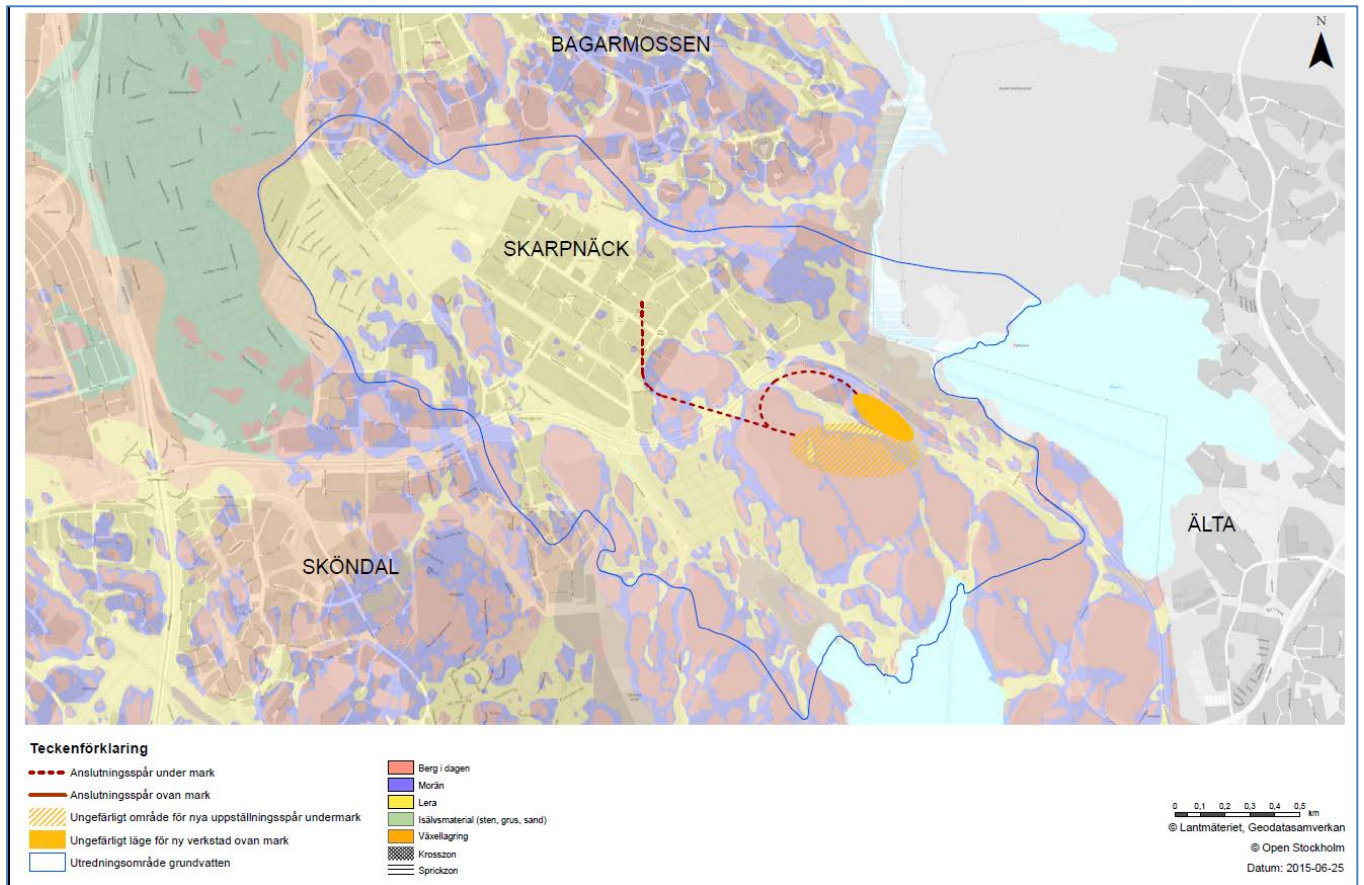 N
BAGARMOSSEN
SKARPNÄCK
ÄLTA
SKÖNDAL
Teckenförklaring
Anslutningsspår under mark
Anslutningsspår ovan mark
Ungefärligt område för nya uppställningsspår undermark
Ungefärligt läge för ny verkstad ovan mark
Utredningsområde grundvatten
Berg i dagen
Morän
Lera
Isälvsmaterial (sten, grus, sand)
Växellagring
Krosszon
Sprickzon
0 0,1 0,2 0,3 0,4 0,5
km
© Lantmäteriet, Geodatasamverkan
© Open Stockholm
Datum: 2015-06-25